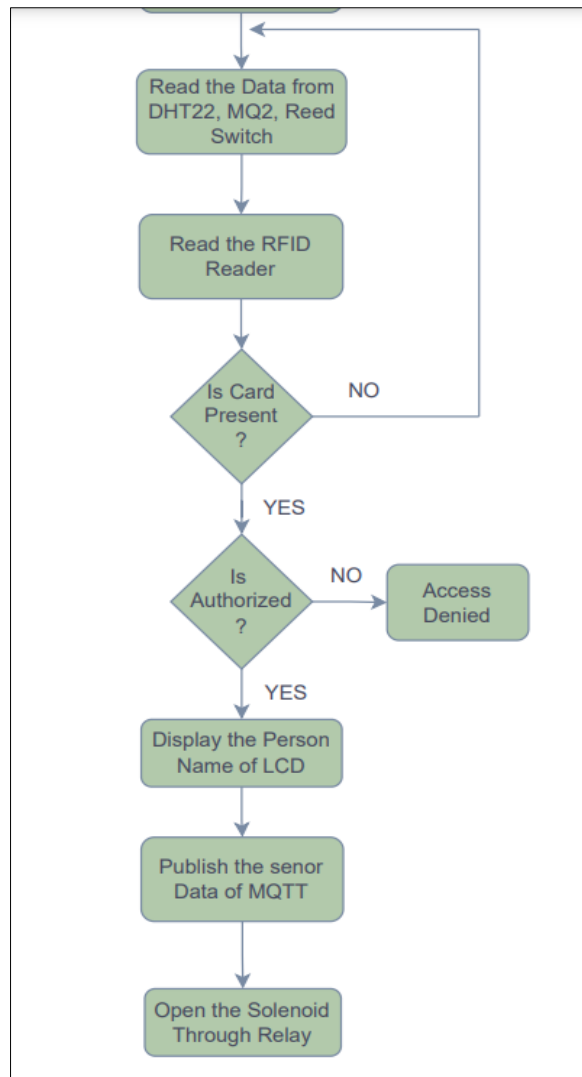 Read the Data from
DHT22, MQ2, Reed
Switch
Read the RFID
Reader
Is Card
Present
?
NO
YES
Is
Authorized
?
NO
Access
Denied
YES
Display the Person
Name of LCD
Publish the senor
Data of MQTT
Open the Solenoid
Through Relay